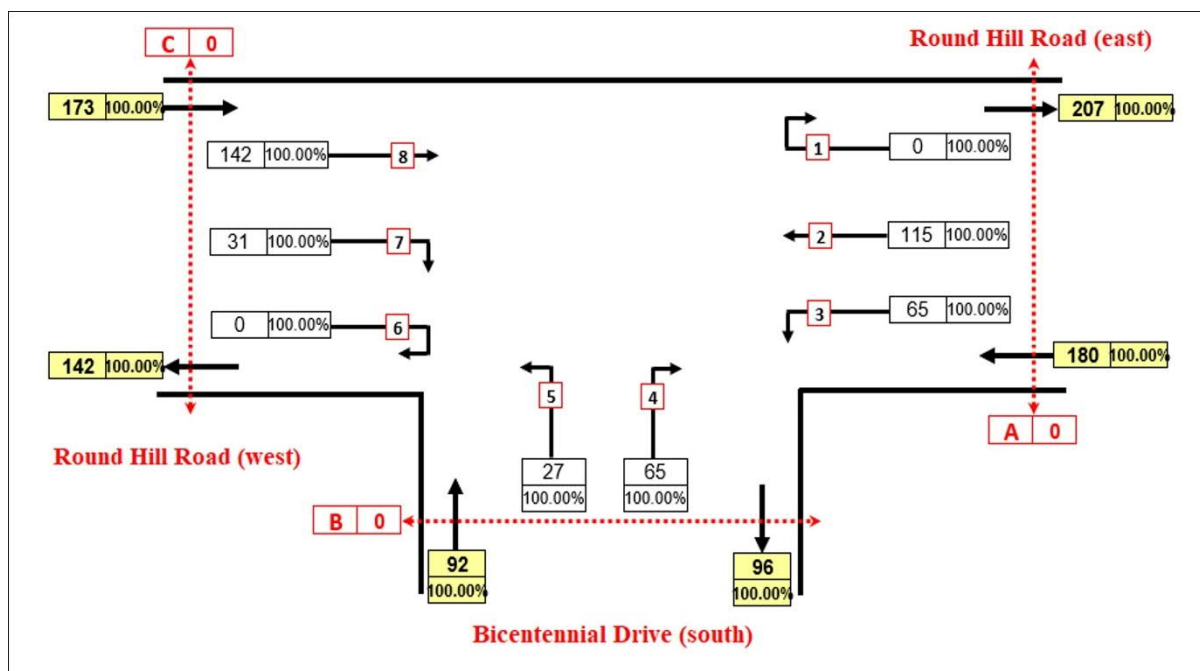 C 0
Round Hill Road (east)
173 100.00%
207 100.00%
142 100.00% 8
1 0 100.00%
31 100.00% 7
2 115 100.00%
0 100.00% 6
3 65 100.00%
142 100.00%
180 100.00%
5
4
A 0
Round Hill Road (west)
27
100.00%
65
100.00%
B 0
92
100.00%
96
100.00%
Bicentennial Drive (south)